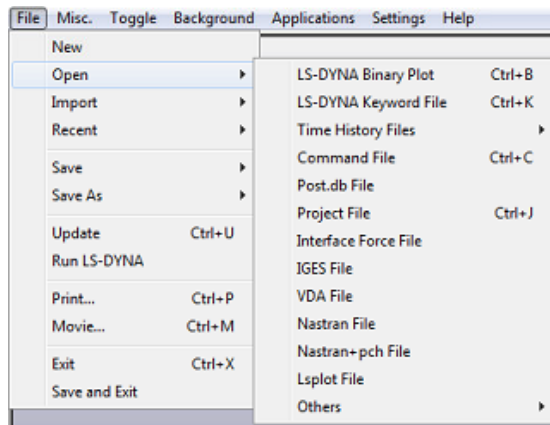 File Misc. Toggle Background Applications Settings Help
New
Open
Import
Recent
Save
Save As
Update Ctrl+U
Run LS-DYNA
Print... Ctrl+P
Movie... Ctrl+M
Exit Ctrl+X
Save and Exit
LS-DYNA Binary Plot Ctrl+B
LS-DYNA Keyword File Ctrl+K
Time History Files
Command File Ctrl+C
Post.db File
Project File Ctrl+J
Interface Force File
IGES File
VDA File
Nastran File
Nastran+pch File
Lsplot File
Others